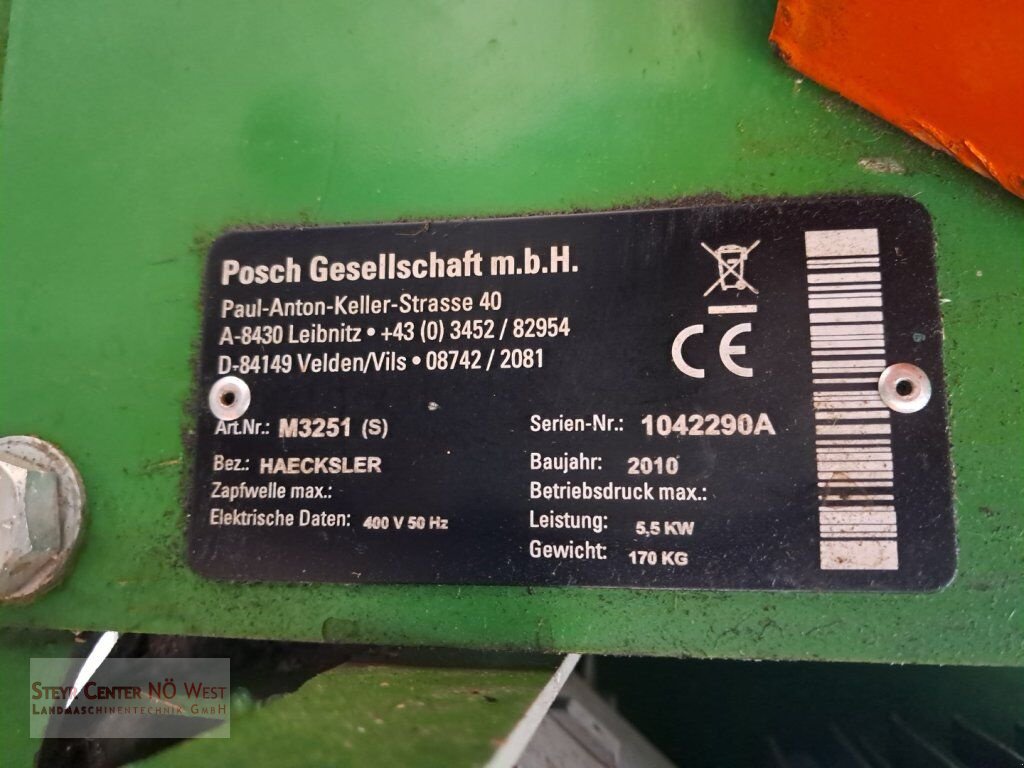 Posch Gesellschaft m.b.H.
Paul-Anton-Keller-Strasse 40
A-8430 Leibnitz • +43 (0) 3452 / 82954
D-84149 Velden/Vils • 08742 / 2081
CE
Art.Nr.: M3251 (S)
Bez.: HAECKSLER
Zapfwelle max.:
Elektrische Daten: 400 V 50 Hz
Serien-Nr.: 1042290A
Baujahr: 2010
Betriebsdruck max.:
Leistung: 5,5 KW
Gewicht: 170 KG
STEYR CENTER NÖ WEST
LANDMASCHINENTECHNIK GMBH